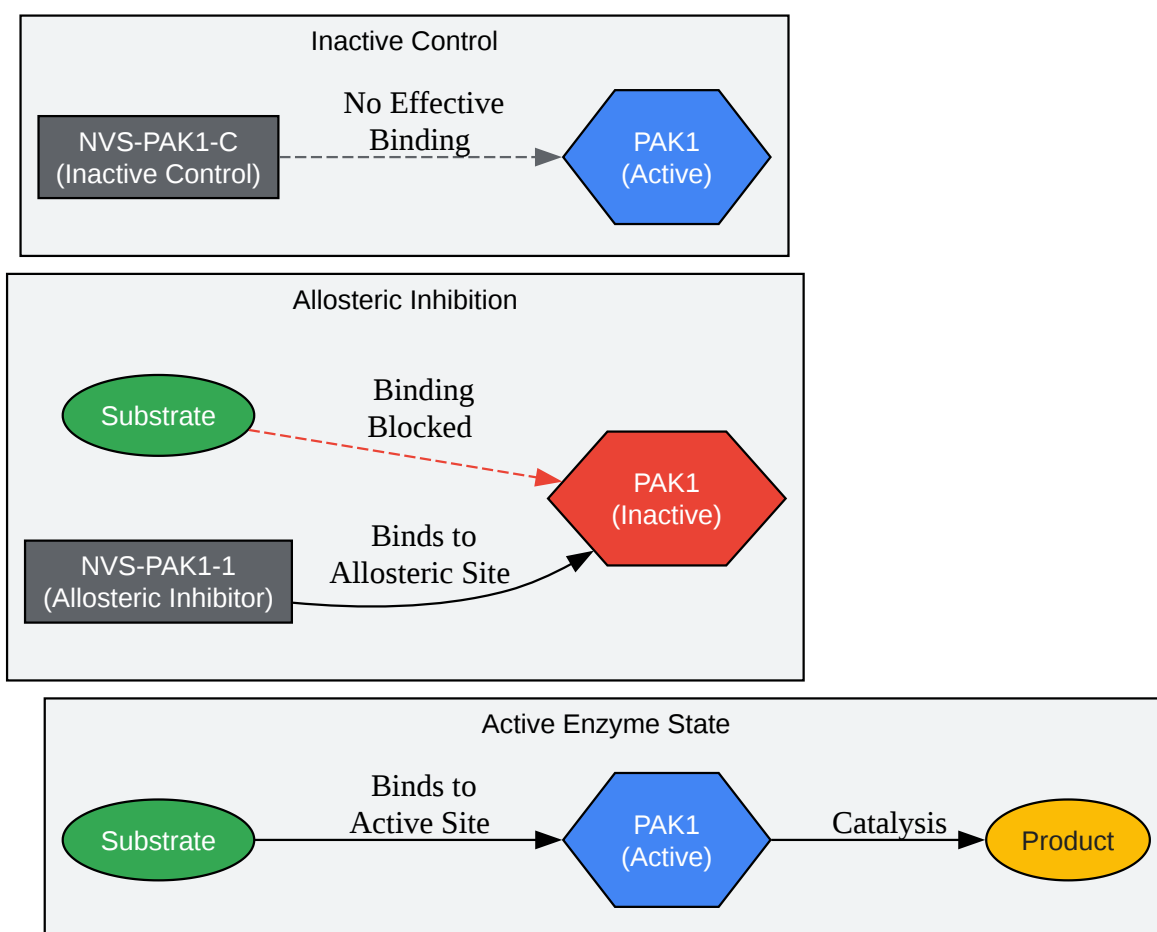 Inactive Control
NVS-PAK1-C
(Inactive Control)
No Effective
Binding
PAK1
(Active)
Allosteric Inhibition
Substrate
Binding
Blocked
PAK1
(Inactive)
NVS-PAK1-1
(Allosteric Inhibitor)
Binds to
Allosteric Site
Active Enzyme State
Substrate
Binds to
Active Site
PAK1
(Active)
Catalysis
Product